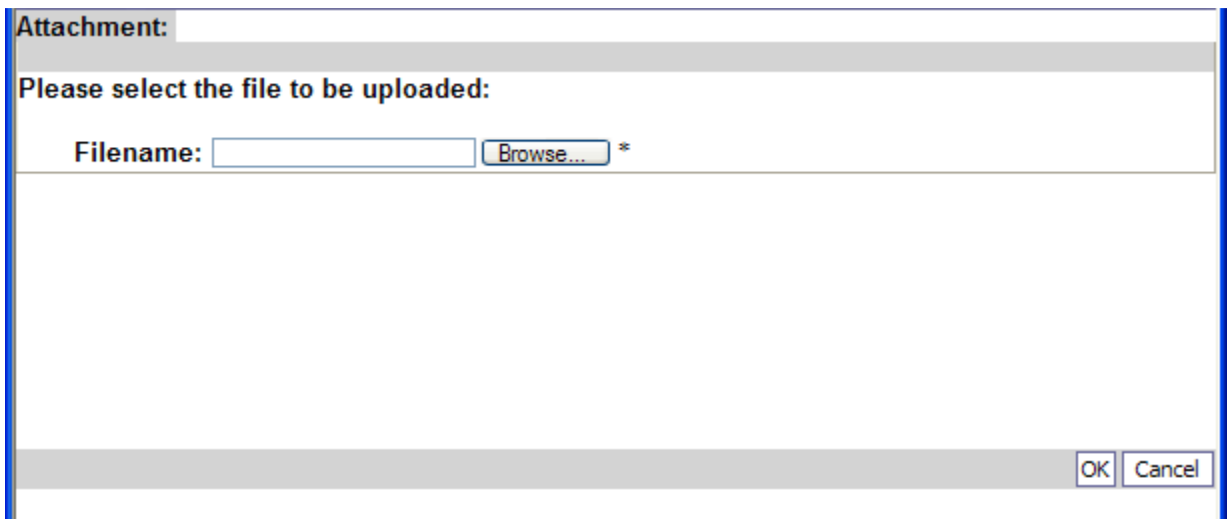 Attachment:
Please select the file to be uploaded:
Filename: Browse... *
OK Cancel